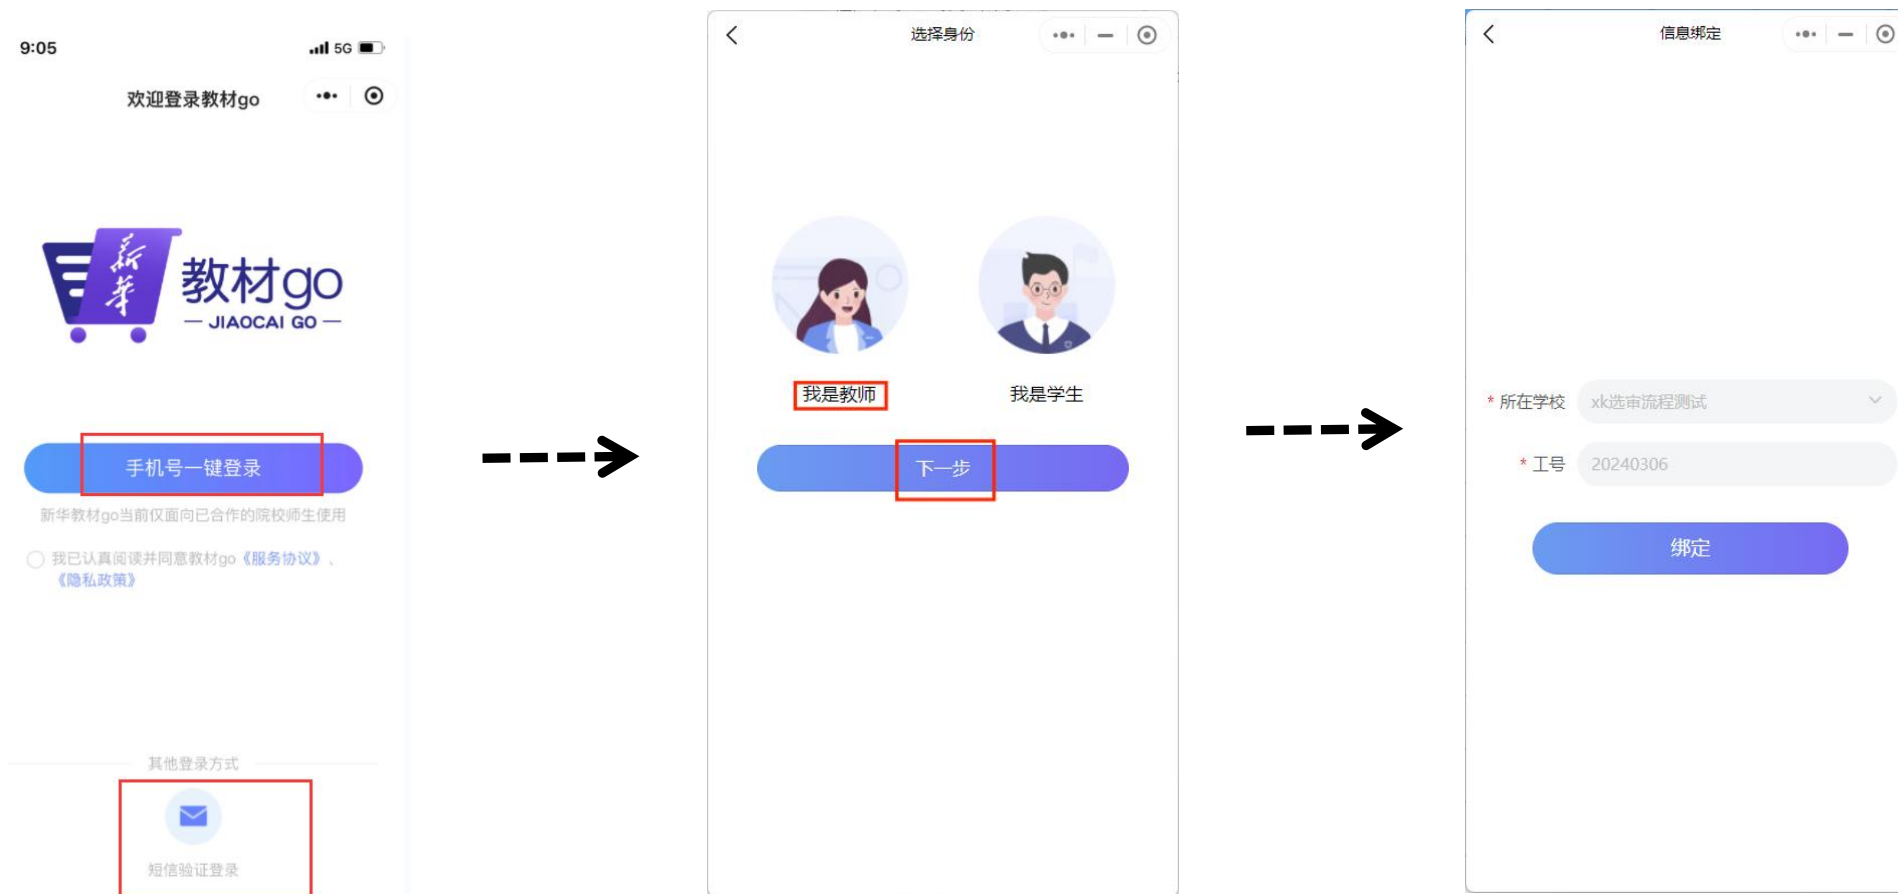 9:05
5G
欢迎登录教材go
新华
教材go
JIAOCAI GO
手机号一键登录
新华教材go当前仅面向已合作的院校师生使用
我已认真阅读并同意教材go《服务协议》、
《隐私政策》
其他登录方式
短信验证登录
选择身份
我是教师
我是学生
下一步
信息绑定
* 所在学校 xk选审流程测试
* 工号 20240306
绑定